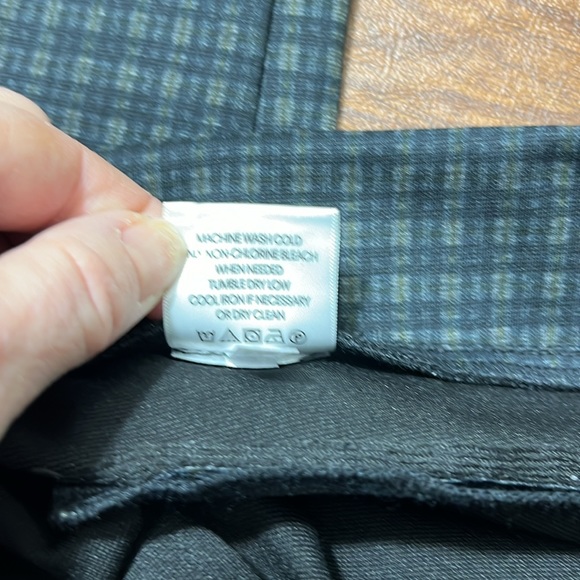 MACHINE WASH COLD
NON-CHLORINE BLEACH
WHEN NEEDED
TUMBLE DRY LOW
COOL IRON IF NECESSARY
OR DRY CLEAN